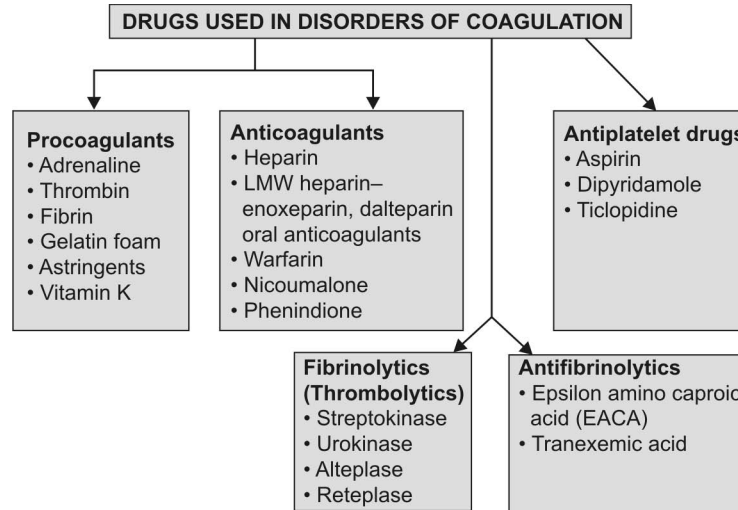 DRUGS USED IN DISORDERS OF COAGULATION
Procoagulants
• Adrenaline
• Thrombin
• Fibrin
• Gelatin foam
• Astringents
• Vitamin K
Anticoagulants
• Heparin
• LMW heparin–
enoxeparin, dalteparin
oral anticoagulants
• Warfarin
• Nicoumalone
• Phenindione
Antiplatelet drugs
• Aspirin
• Dipyridamole
• Ticlopidine
Fibrinolytics
(Thrombolytics)
• Streptokinase
• Urokinase
• Alteplase
• Reteplase
Antifibrinolytics
• Epsilon amino caproic
acid (EACA)
• Tranexemic acid